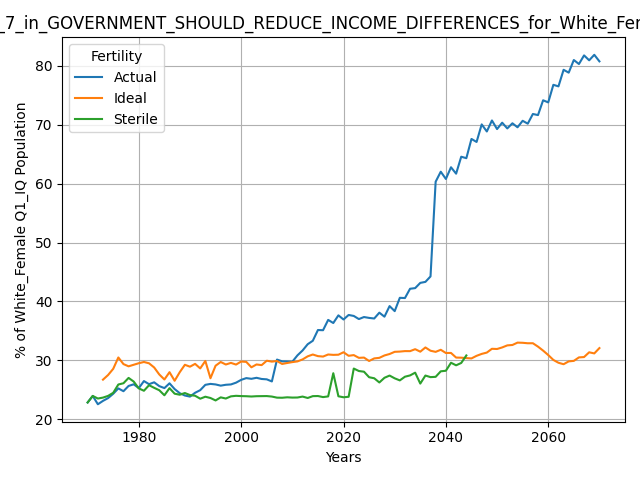 _7_in_GOVERNMENT_SHOULD_REDUCE_INCOME_DIFFERENCES_for_White_Fe
Fertility
Actual
Ideal
Sterile
% of White_Female Q1_IQ Population
80
70
60
50
40
30
20
1980
2000
2020
2040
2060
Years